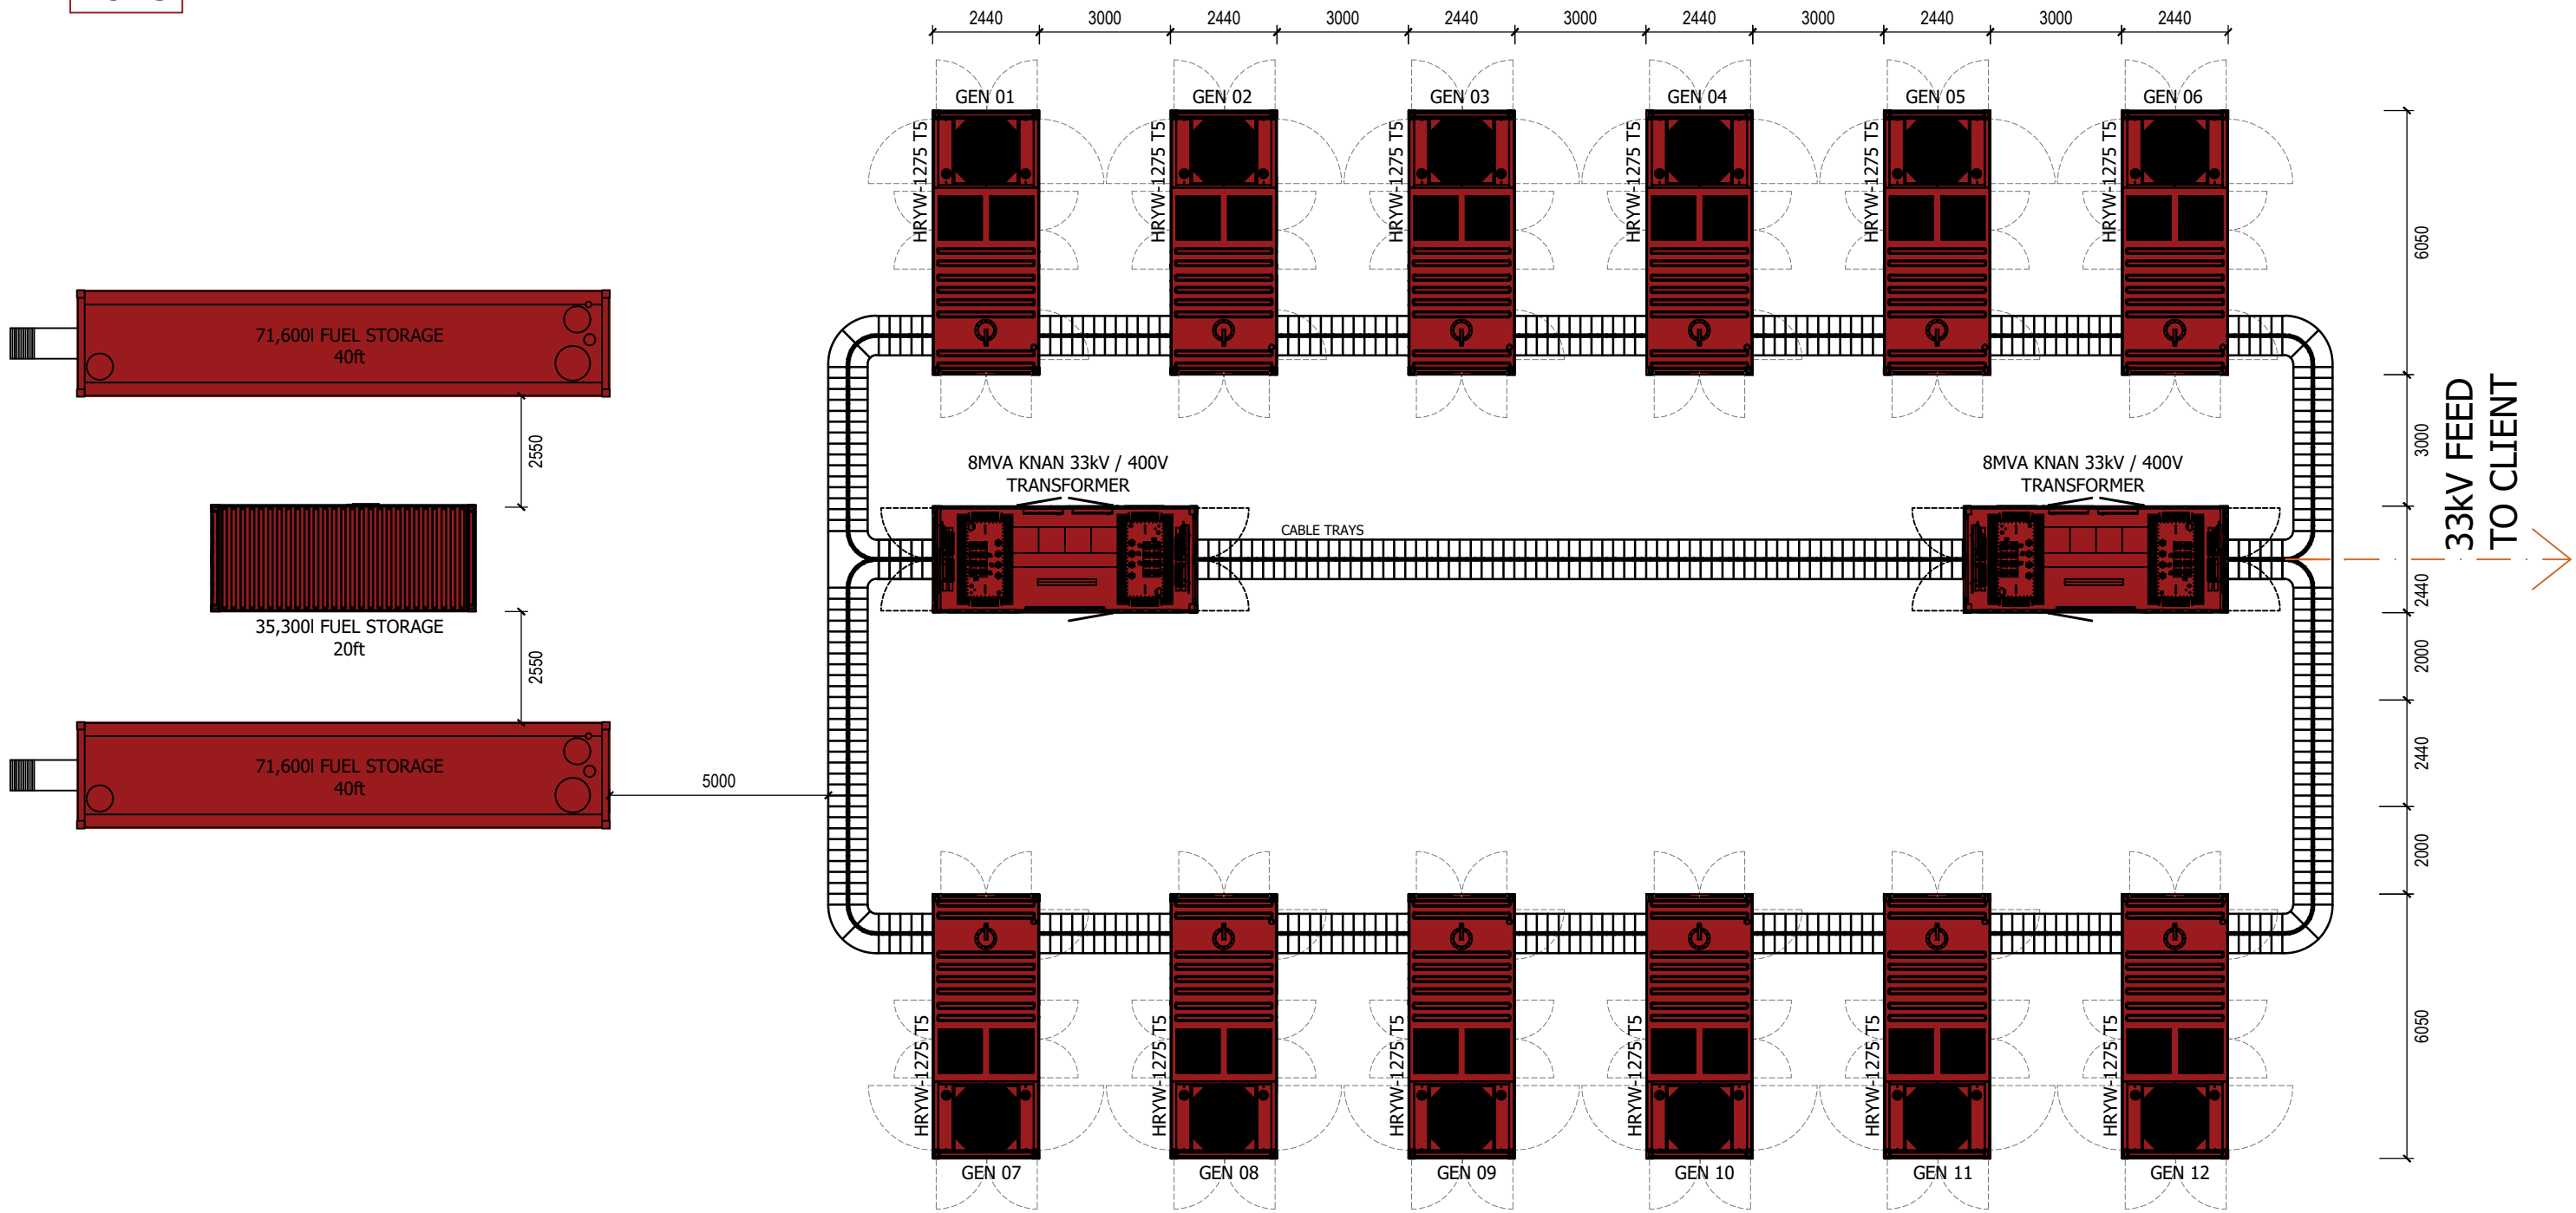 2440 3000 2440 3000 2440 3000 2440 3000 2440 3000 2440
GEN 01 GEN 02 GEN 03 GEN 04 GEN 05 GEN 06
HRYW-1275 T5 HRYW-1275 T5 HRYW-1275 T5 HRYW-1275 T5 HRYW-1275 T5 HRYW-1275 T5
6050
71,600l FUEL STORAGE
40ft
2550
35,300l FUEL STORAGE
20ft
2550
71,600l FUEL STORAGE
40ft
5000
8MVA KNAN 33kV / 400V
TRANSFORMER
CABLE TRAYS
8MVA KNAN 33kV / 400V
TRANSFORMER
3000
2440
2000
2440
2000
33kV FEED
TO CLIENT
HRYW-1275 T5 HRYW-1275 T5 HRYW-1275 T5 HRYW-1275 T5 HRYW-1275 T5 HRYW-1275 T5
6050
GEN 07 GEN 08 GEN 09 GEN 10 GEN 11 GEN 12